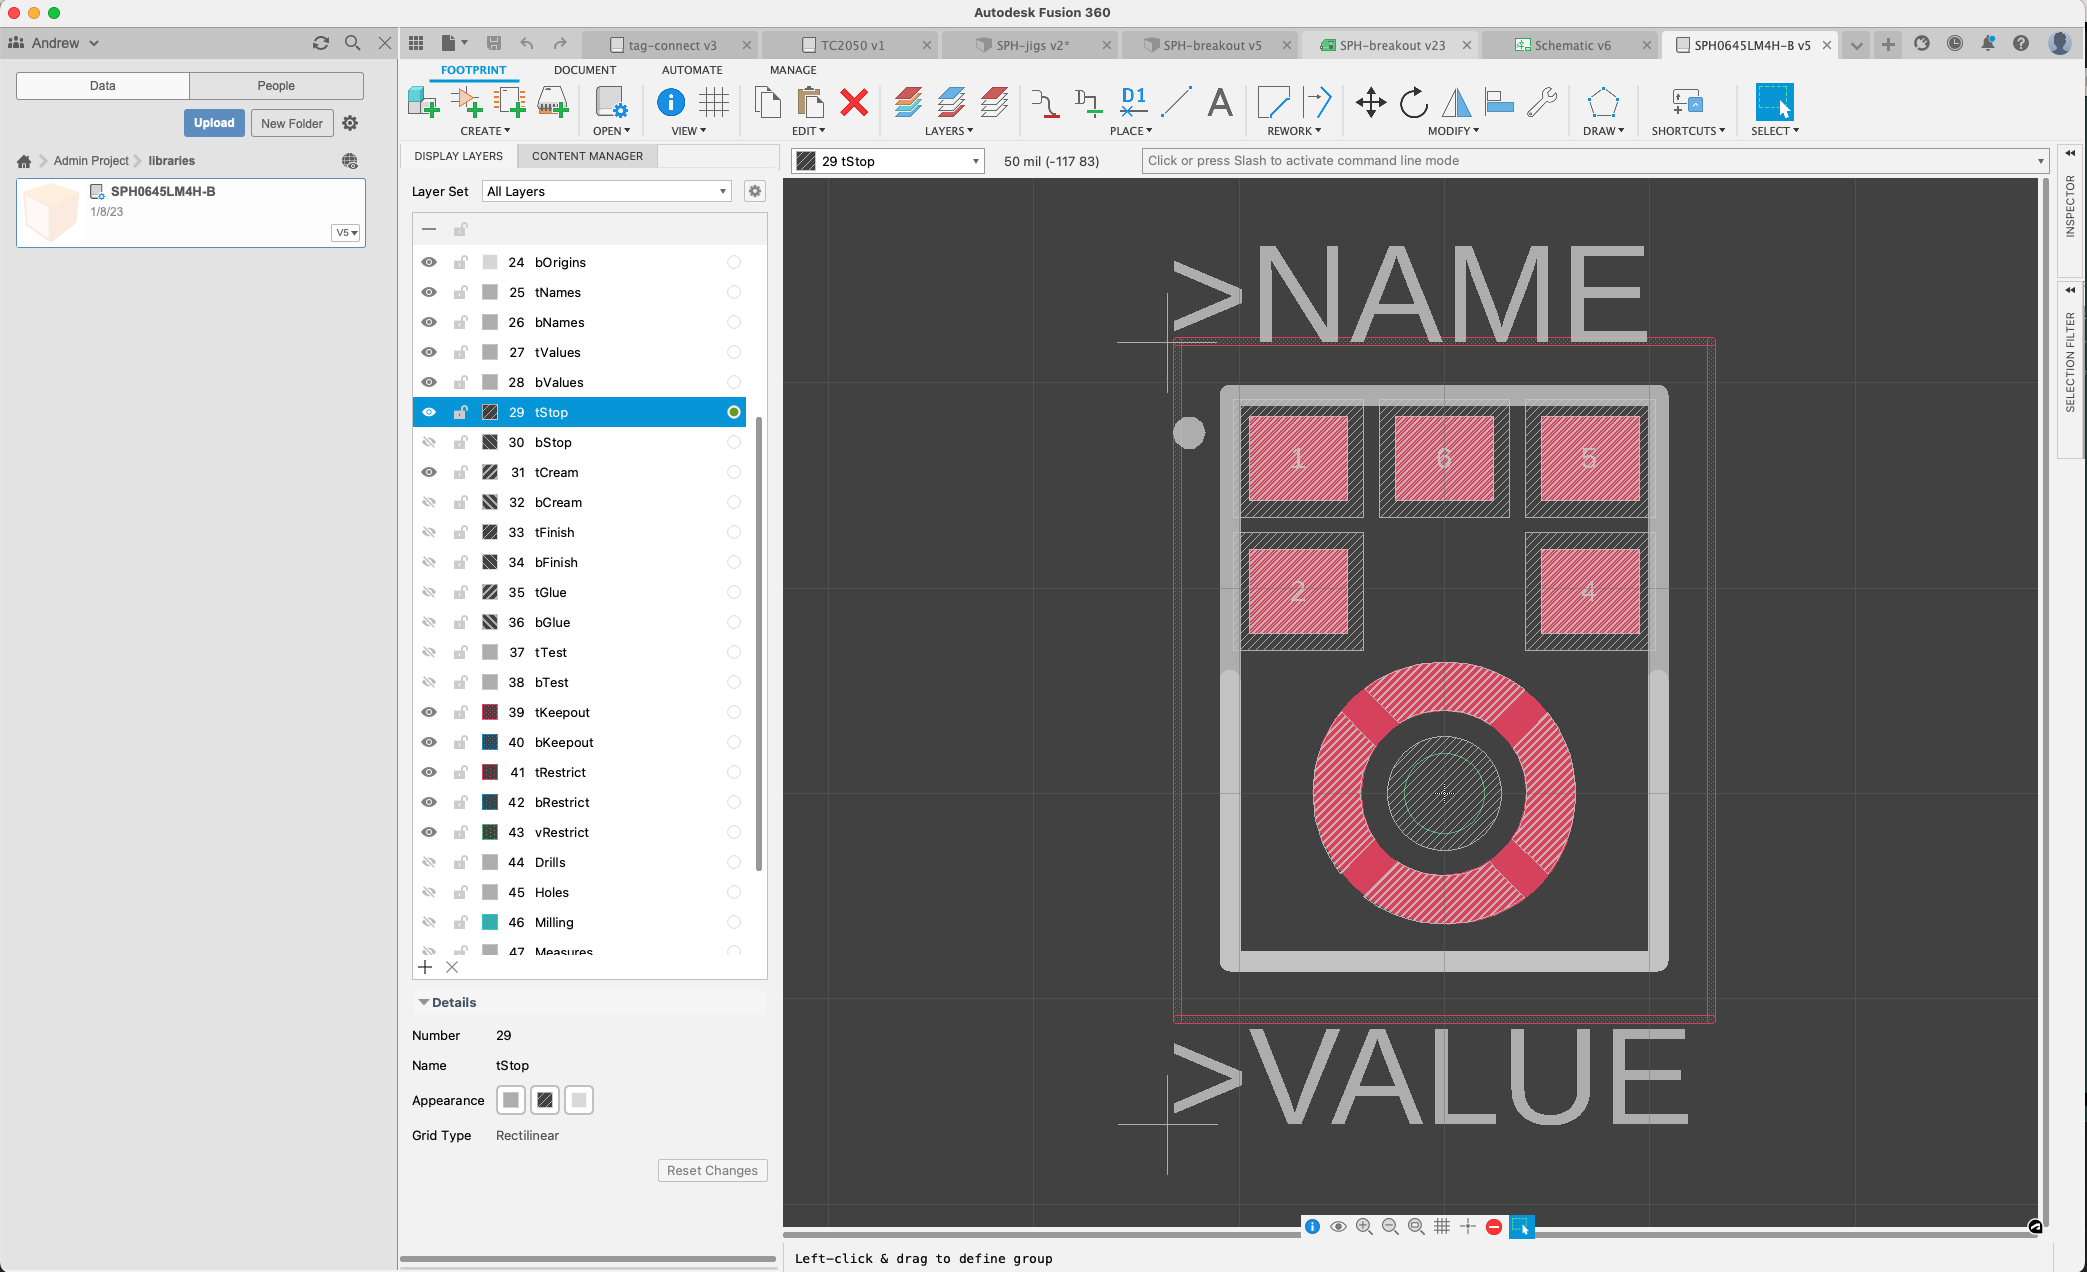 Autodesk Fusion 360
Andrew
tag-connect v3
TC2050 v1
SPH-jigs v2*
SPH-breakout v5
SPH-breakout v23
Schematic v6
SPH0645LM4H-B v5
Data
People
Upload
New Folder
Admin Project
libraries
SPH0645LM4H-B
1/8/23
V5
FOOTPRINT
DOCUMENT
AUTOMATE
MANAGE
D1
CREATE
OPEN
VIEW
EDIT
LAYERS
PLACE
REWORK
MODIFY
DRAW
SHORTCUTS
SELECT
DISPLAY LAYERS
CONTENT MANAGER
29 tStop
50 mil (-117 83)
Click or press Slash to activate command line mode
INSPECTOR
SELECTION FILTER
Layer Set
All Layers
24 bOrigins
25 tNames
26 bNames
27 tValues
28 bValues
29 tStop
30 bStop
31 tCream
32 bCream
33 tFinish
34 bFinish
35 tGlue
36 bGlue
37 tTest
38 bTest
39 tKeepout
40 bKeepout
41 tRestrict
42 bRestrict
43 vRestrict
44 Drills
45 Holes
46 Milling
47 Measures
Details
Number 29
Name tStop
Appearance
Grid Type Rectilinear
Reset Changes
>NAME
1 6 5
2 4
>VALUE
Left-click & drag to define group